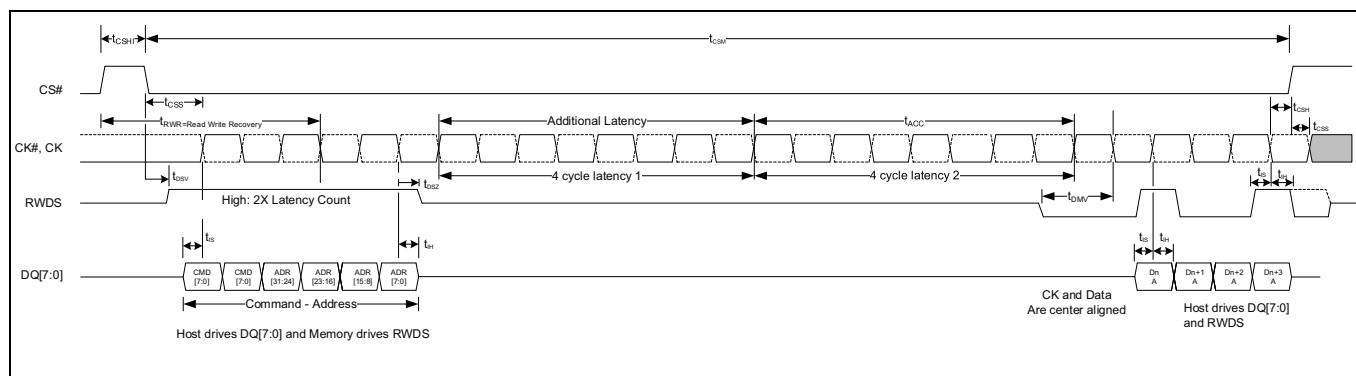 tCSHI
tCSM
CS#
tCSS
tCSH
tRWR=Read Write Recovery
Additional Latency
tACC
tCSS
CK#, CK
4 cycle latency 1
4 cycle latency 2
tDSV
tDSZ
tIS
tIH
RWDS
High: 2X Latency Count
tDMV
tIS
tIH
tIS
tIH
DQ[7:0]
CMD
[7:0]
CMD
[7:0]
ADR
[31:24]
ADR
[23:16]
ADR
[15:8]
ADR
[7:0]
Dn
A
Dn+1
A
Dn+2
A
Dn+3
A
Command - Address
CK and Data
Are center aligned
Host drives DQ[7:0]
and RWDS
Host drives DQ[7:0] and Memory drives RWDS